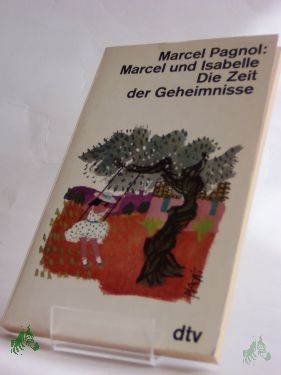 Marcel Pagnol:
Marcel und Isabelle
Die Zeit
der Geheimnisse
dtv